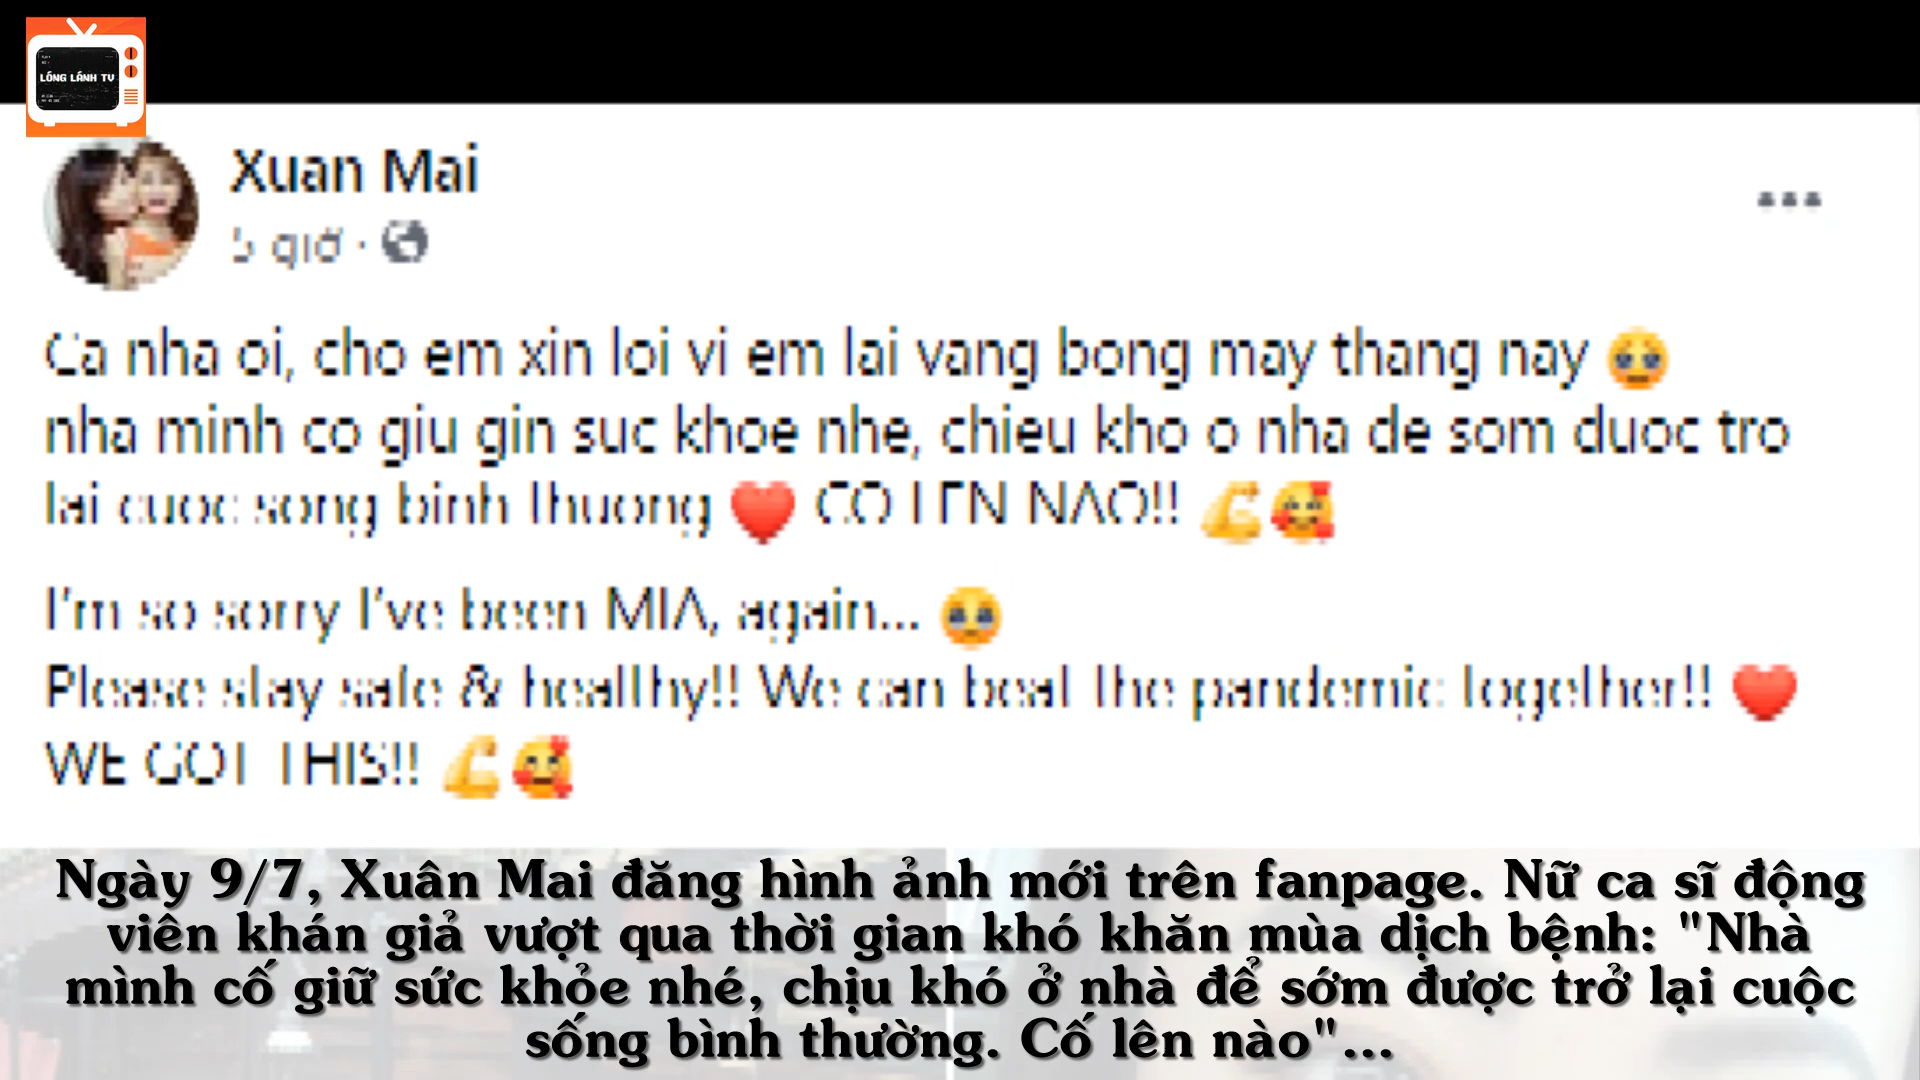 LÓNG LÁNH TV
Xuan Mai
5 giờ ·
Ca nha oi, cho em xin loi vi em lai vang bong may thang nay 🥺
nha minh co giu gin suc khoe nhe, chieu kho o nha de som duoc tro
lai cuoc song binh thuong ❤️ CO LEN NAO!! 💪🥰
I'm so sorry I've been MIA, again... 🥺
Please stay safe & healthy!! We can beat the pandemic together!! ❤️
WE GOT THIS!! 💪🥰
Ngày 9/7, Xuân Mai đăng hình ảnh mới trên fanpage. Nữ ca sĩ động
viên khán giả vượt qua thời gian khó khăn mùa dịch bệnh: "Nhà
mình cố giữ sức khỏe nhé, chịu khó ở nhà để sớm được trở lại cuộc
sống bình thường. Cố lên nào"...